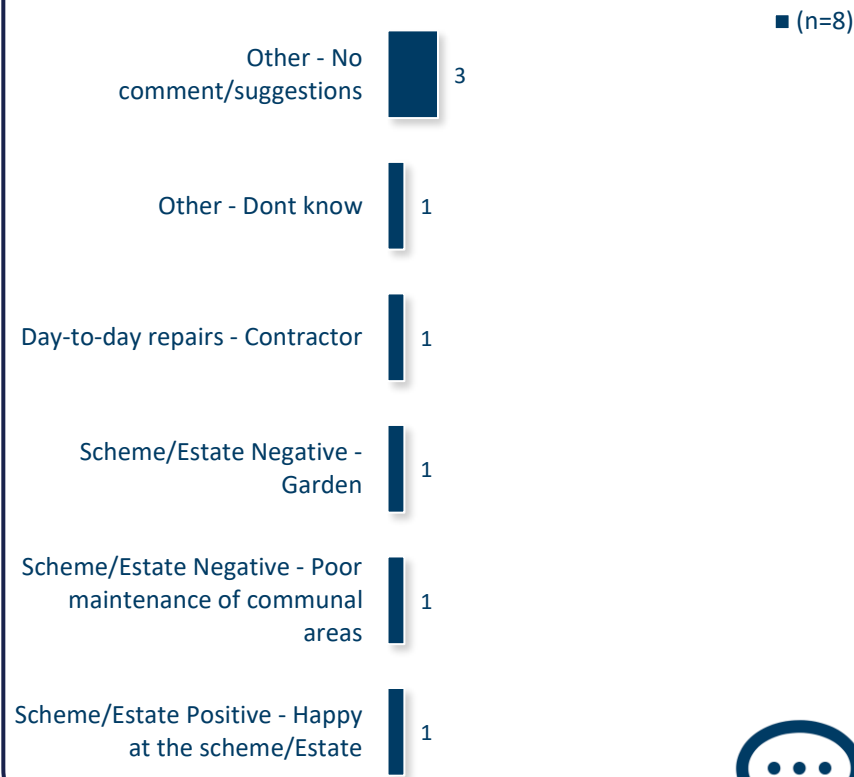 (n=8)
Other - No
comment/suggestions
3
Other - Dont know
1
Day-to-day repairs - Contractor
1
Scheme/Estate Negative -
Garden
1
Scheme/Estate Negative - Poor
maintenance of communal
areas
1
Scheme/Estate Positive - Happy
at the scheme/Estate
1